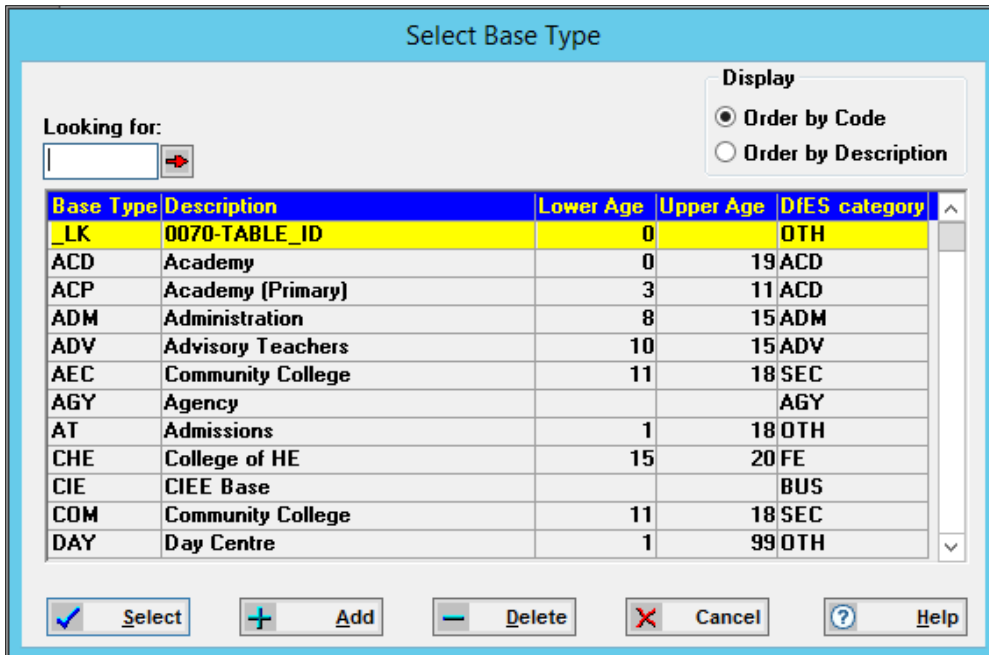 Select Base Type
Display
Order by Code
Order by Description
Looking for:
Base Type Description Lower Age Upper Age DfES category
_LK 0070-TABLE_ID 0 OTH
ACD Academy 0 19 ACD
ACP Academy (Primary) 3 11 ACD
ADM Administration 8 15 ADM
ADV Advisory Teachers 10 15 ADV
AEC Community College 11 18 SEC
AGY Agency AGY
AT Admissions 1 18 OTH
CHE College of HE 15 20 FE
CIE CIEE Base BUS
COM Community College 11 18 SEC
DAY Day Centre 1 99 OTH
Select Add Delete Cancel Help